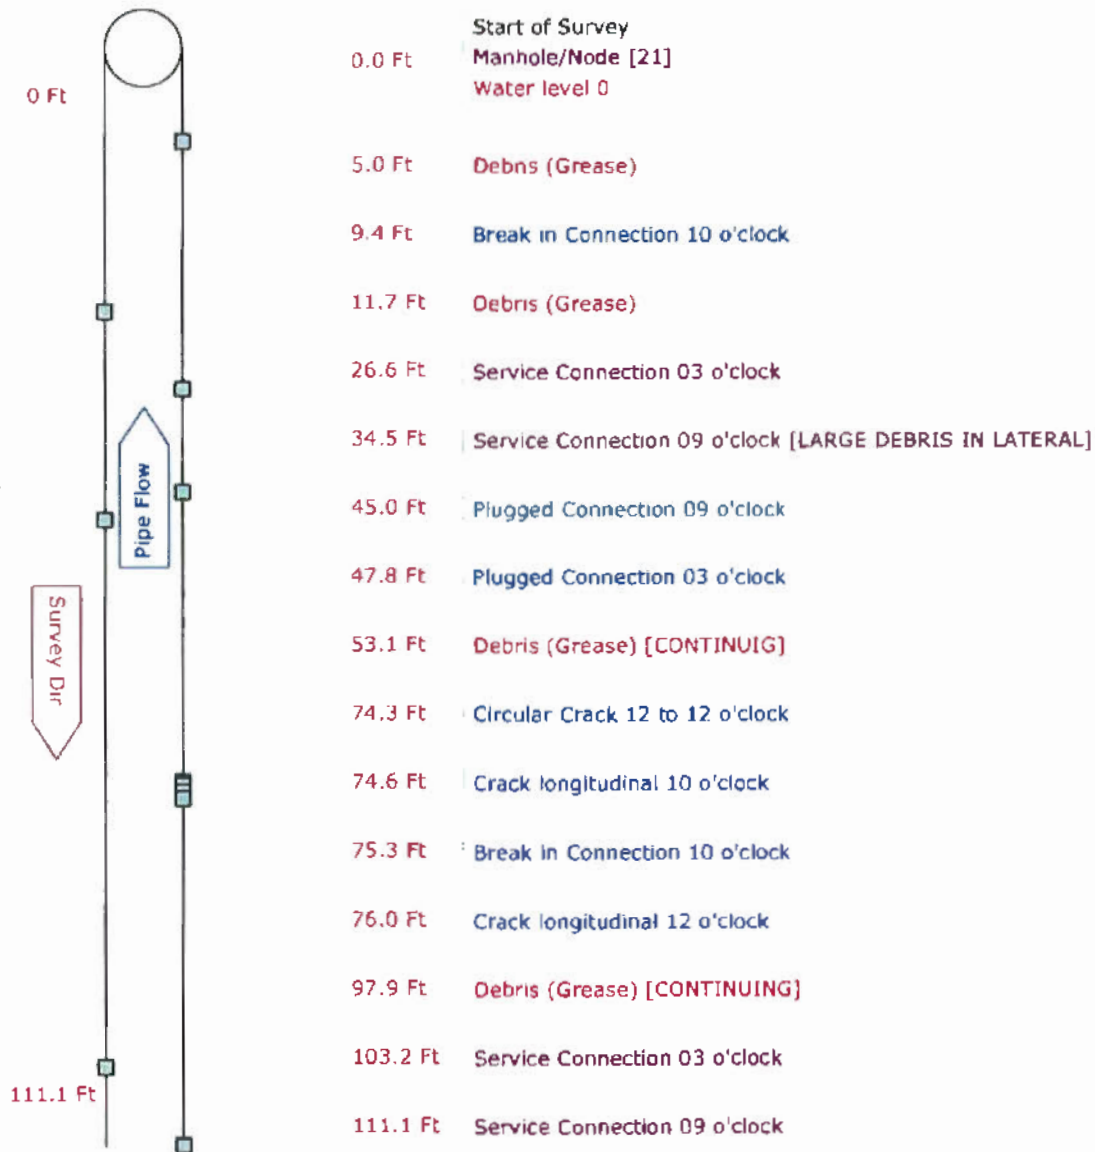 Start of Survey
0.0 Ft Manhole/Node [21]
Water level 0
0 Ft
5.0 Ft Debris (Grease)
9.4 Ft Break in Connection 10 o'clock
11.7 Ft Debris (Grease)
26.6 Ft Service Connection 03 o'clock
34.5 Ft Service Connection 09 o'clock [LARGE DEBRIS IN LATERAL]
Pipe Flow
45.0 Ft Plugged Connection 09 o'clock
47.8 Ft Plugged Connection 03 o'clock
Survey Dir
53.1 Ft Debris (Grease) [CONTINUIG]
74.3 Ft Circular Crack 12 to 12 o'clock
74.6 Ft Crack longitudinal 10 o'clock
75.3 Ft Break in Connection 10 o'clock
76.0 Ft Crack longitudinal 12 o'clock
97.9 Ft Debris (Grease) [CONTINUING]
103.2 Ft Service Connection 03 o'clock
111.1 Ft
111.1 Ft Service Connection 09 o'clock